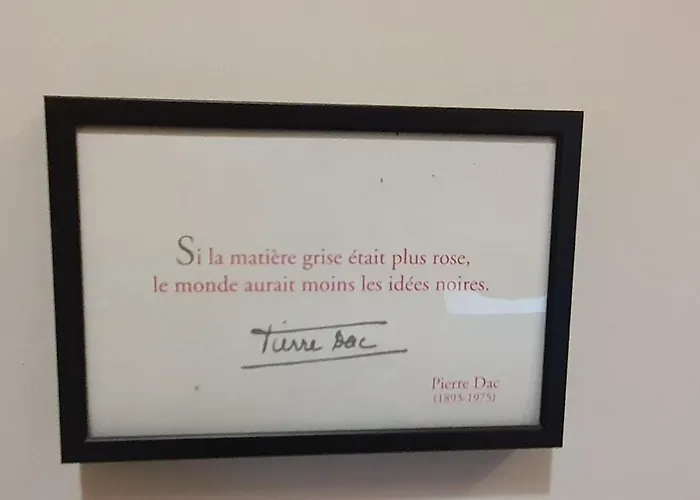 Si la matière grise était plus rose,
le monde aurait moins les idées noires.
Pierre Dac
Pierre Dac
(1893-1975)